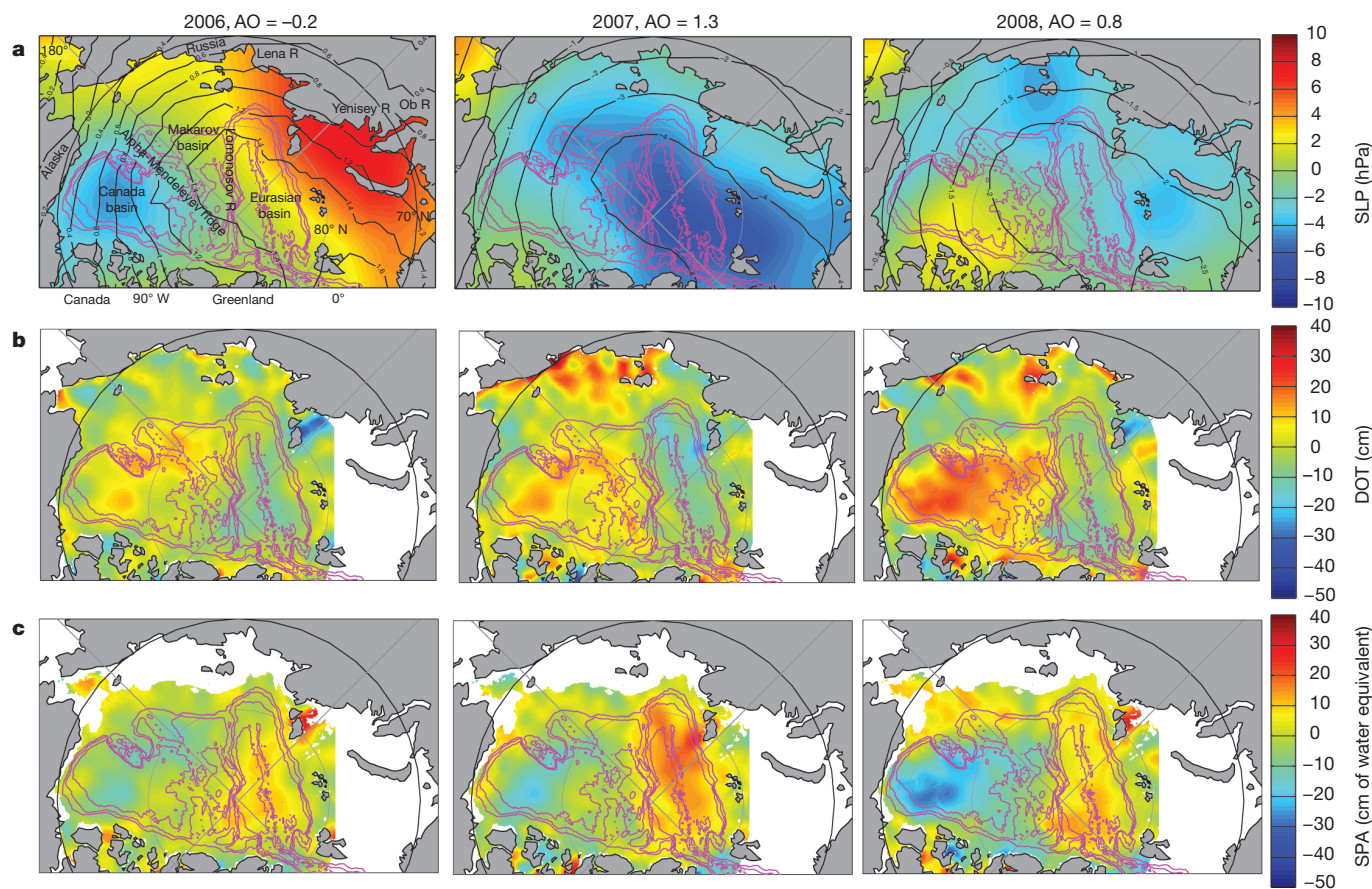 2006, AO = –0.2
2007, AO = 1.3
2008, AO = 0.8
a
180°
Russia
Lena R
Yenisey R
Ob R
Alaska
Makarov
basin
Lomonosov R
Alpha-Mendeleyev ridge
Canada
basin
Eurasian
basin
70° N
80° N
Canada
90° W
Greenland
0°
10
8
6
4
2
0
–2
–4
–6
–8
–10
SLP (hPa)
b
40
30
20
10
0
–10
–20
–30
–40
–50
DOT (cm)
c
40
30
20
10
0
–10
–20
–30
–40
–50
SPA (cm of water equivalent)